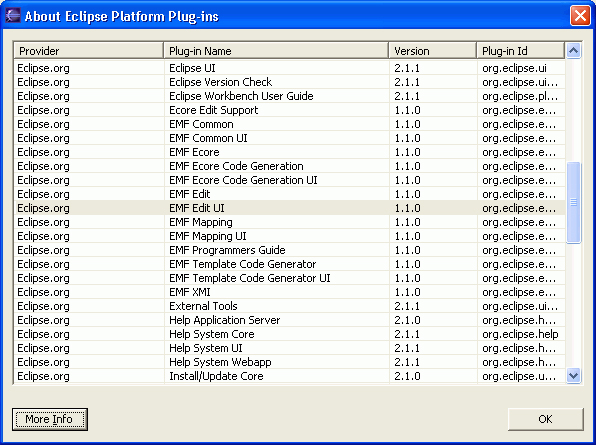 About Eclipse Platform Plug-ins
Provider Plug-in Name Version Plug-in Id
Eclipse.org Eclipse UI 2.1.1 org.eclipse.ui
Eclipse.org Eclipse Version Check 2.1.1 org.eclipse.ui...
Eclipse.org Eclipse Workbench User Guide 2.1.1 org.eclipse.pl...
Eclipse.org Ecore Edit Support 1.1.0 org.eclipse.e...
Eclipse.org EMF Common 1.1.0 org.eclipse.e...
Eclipse.org EMF Common UI 1.1.0 org.eclipse.e...
Eclipse.org EMF Ecore 1.1.0 org.eclipse.e...
Eclipse.org EMF Ecore Code Generation 1.1.0 org.eclipse.e...
Eclipse.org EMF Ecore Code Generation UI 1.1.0 org.eclipse.e...
Eclipse.org EMF Edit 1.1.0 org.eclipse.e...
Eclipse.org EMF Edit UI 1.1.0 org.eclipse.e...
Eclipse.org EMF Mapping 1.1.0 org.eclipse.e...
Eclipse.org EMF Mapping UI 1.1.0 org.eclipse.e...
Eclipse.org EMF Programmers Guide 1.1.0 org.eclipse.e...
Eclipse.org EMF Template Code Generator 1.1.0 org.eclipse.e...
Eclipse.org EMF Template Code Generator UI 1.1.0 org.eclipse.e...
Eclipse.org EMF XMI 1.1.0 org.eclipse.e...
Eclipse.org External Tools 2.1.0 org.eclipse.ui...
Eclipse.org Help Application Server 2.1.0 org.eclipse.h...
Eclipse.org Help System Core 2.1.1 org.eclipse.help
Eclipse.org Help System UI 2.1.1 org.eclipse.h...
Eclipse.org Help System Webapp 2.1.1 org.eclipse.h...
Eclipse.org Install/Update Core 2.1.0 org.eclipse.u...
More Info OK